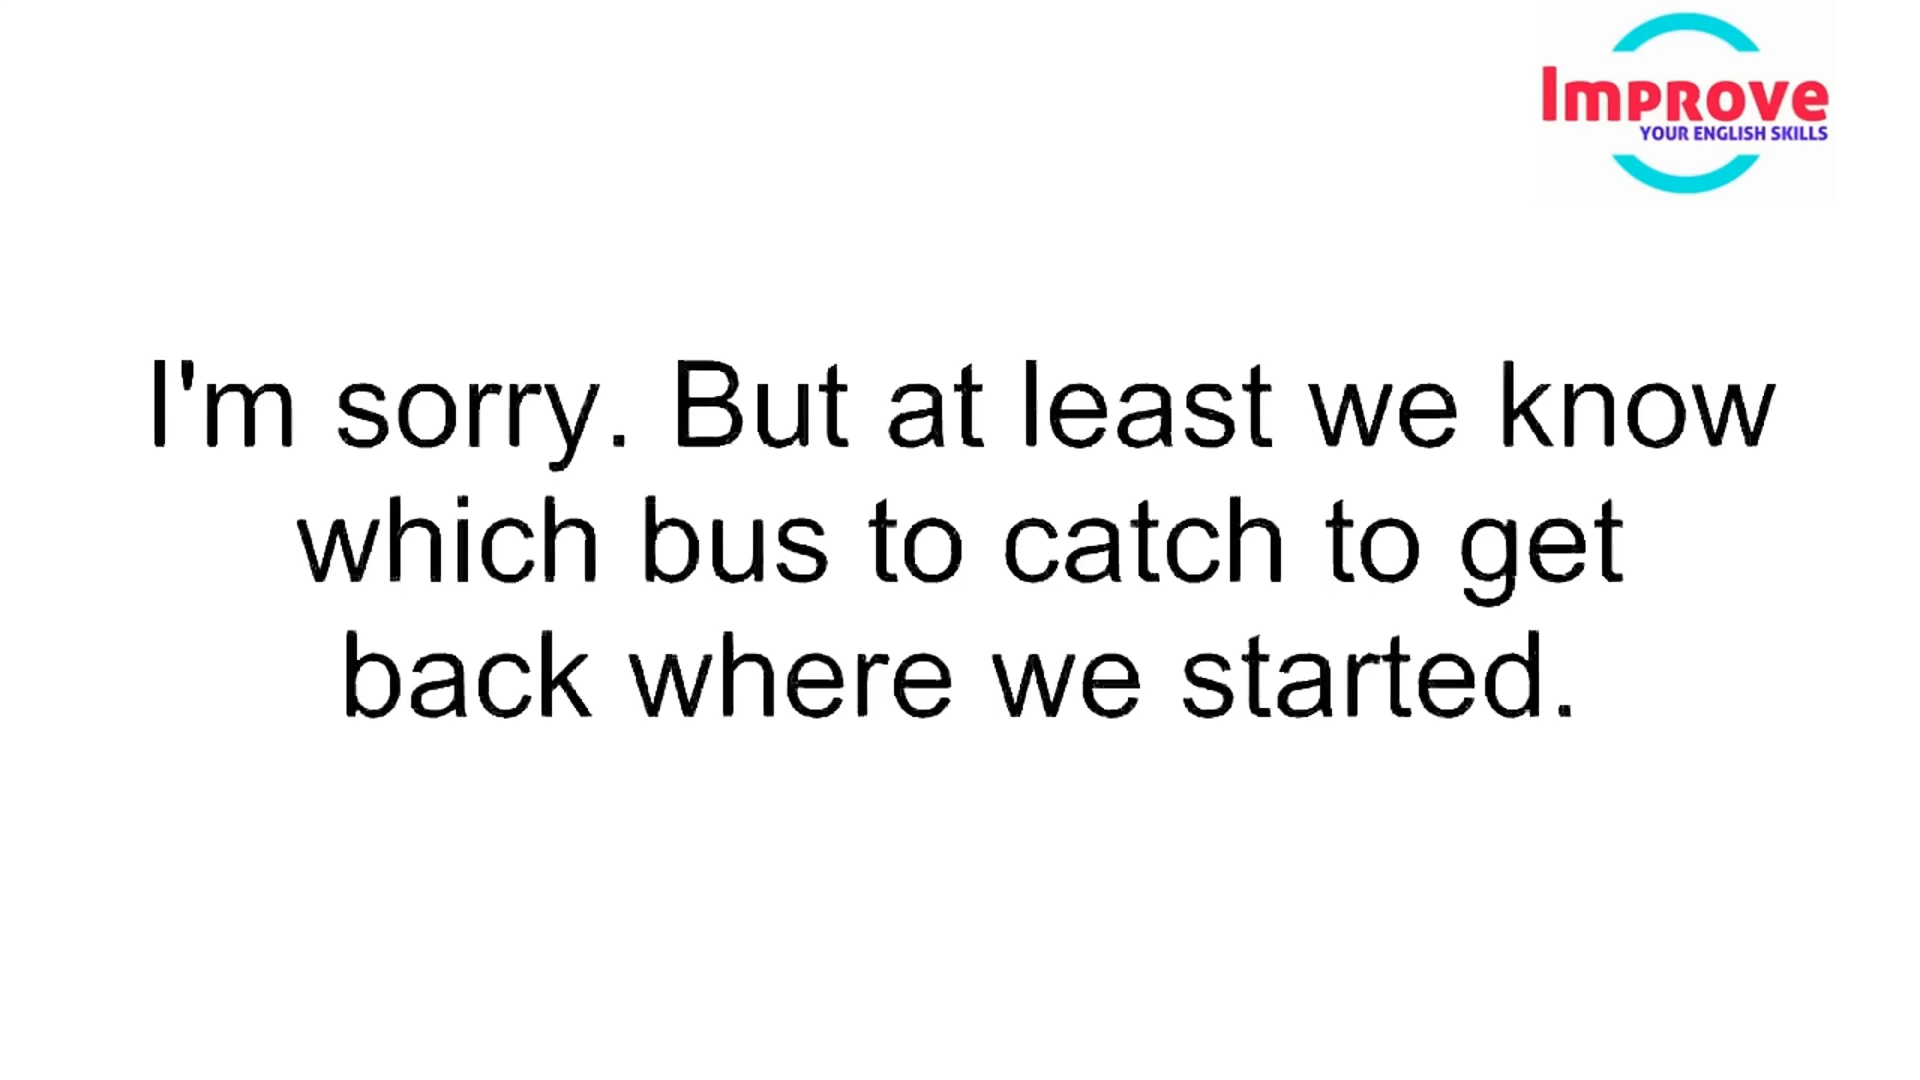 Improve
YOUR ENGLISH SKILLS
I'm sorry. But at least we know
which bus to catch to get
back where we started.